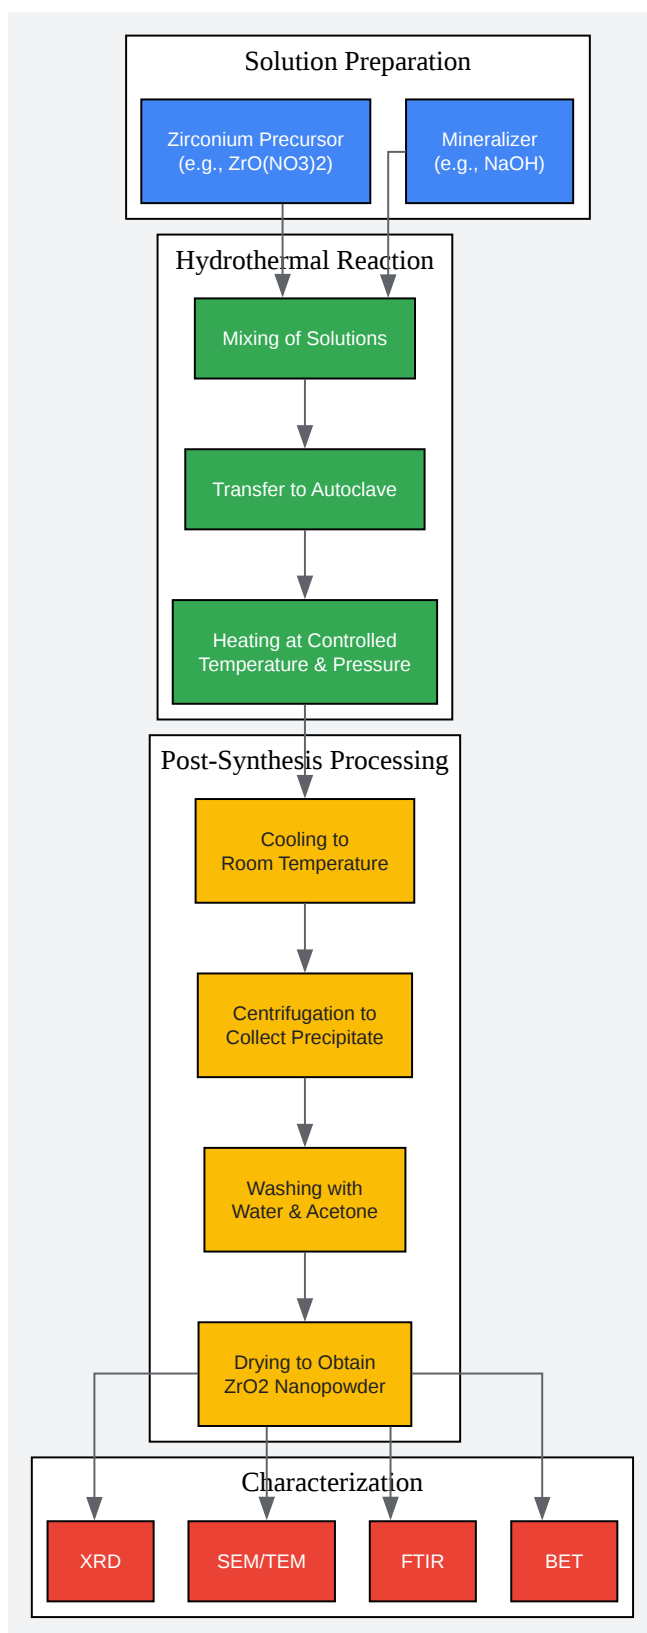 Solution Preparation
Zirconium Precursor
(e.g., ZrO(NO3)2)
Mineralizer
(e.g., NaOH)
Hydrothermal Reaction
Mixing of Solutions
Transfer to Autoclave
Heating at Controlled
Temperature & Pressure
Post-Synthesis Processing
Cooling to
Room Temperature
Centrifugation to
Collect Precipitate
Washing with
Water & Acetone
Drying to Obtain
ZrO2 Nanopowder
Characterization
XRD
SEM/TEM
FTIR
BET